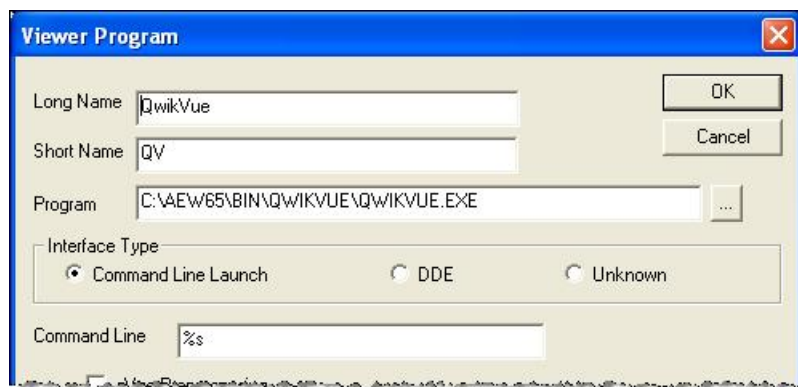 Viewer Program
Long Name QwikVue
OK
Short Name QV
Cancel
Program C:\AEW65\BIN\QWIKVUE\QWIKVUE.EXE ...
Interface Type
Command Line Launch DDE Unknown
Command Line %s